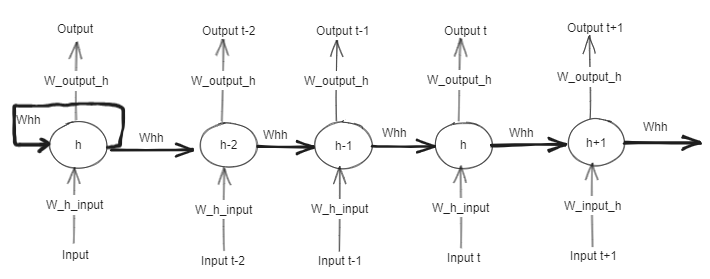 Output
Output t-2
Output t-1
Output t
Output t+1
W_output_h
W_output_h
W_output_h
W_output_h
W_output_h
Whh
Whh
Whh
Whh
Whh
Whh
h
h-2
h-1
h
h+1
W_h_input
W_h_input
W_h_input
W_h_input
W_input_h
Input
Input t-2
Input t-1
Input t
Input t+1